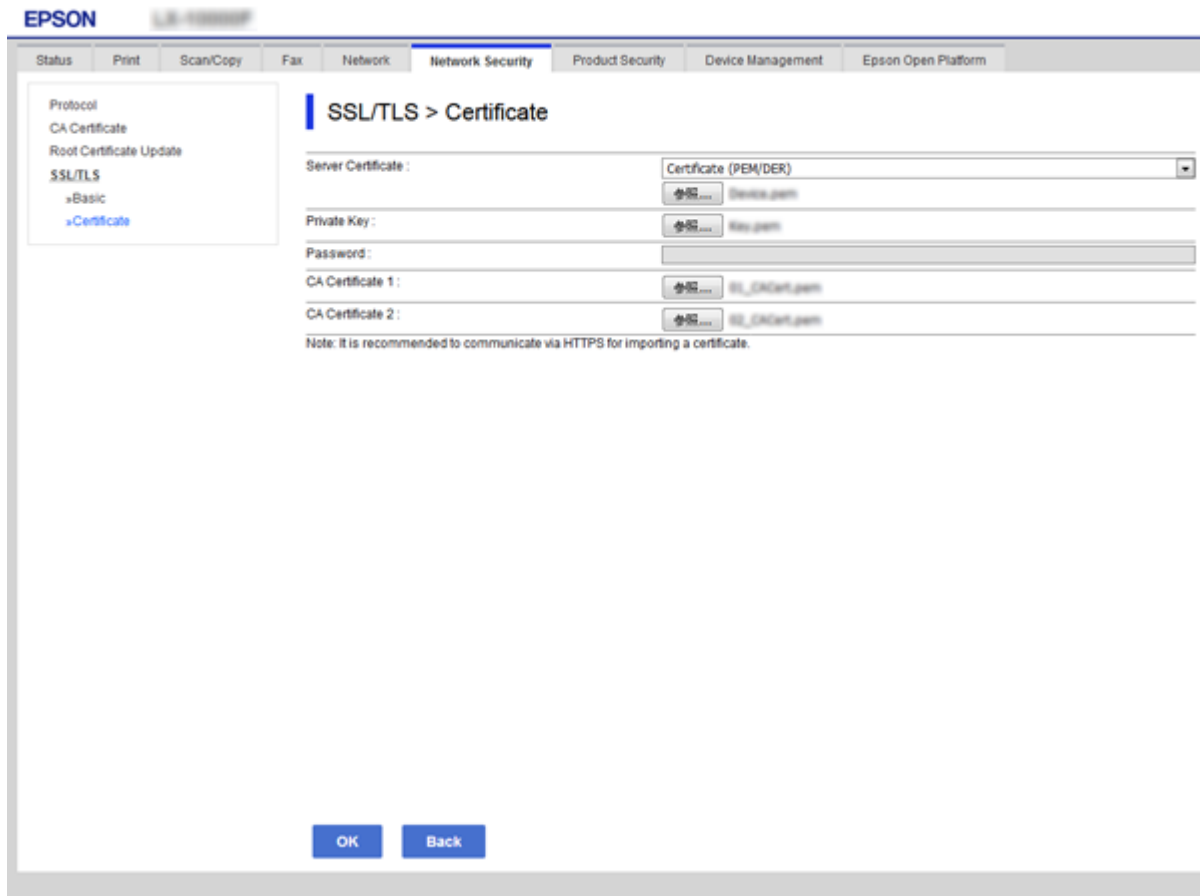 EPSON
Status Print Scan/Copy Fax Network Network Security Product Security Device Management Epson Open Platform
Protocol
CA Certificate
Root Certificate Update
SSL/TLS
»Basic
»Certificate
SSL/TLS > Certificate
Server Certificate : Certificate (PEM/DER)
参照...
Private Key : 参照...
Password :
CA Certificate 1 : 参照...
CA Certificate 2 : 参照...
Note: It is recommended to communicate via HTTPS for importing a certificate.
OK Back